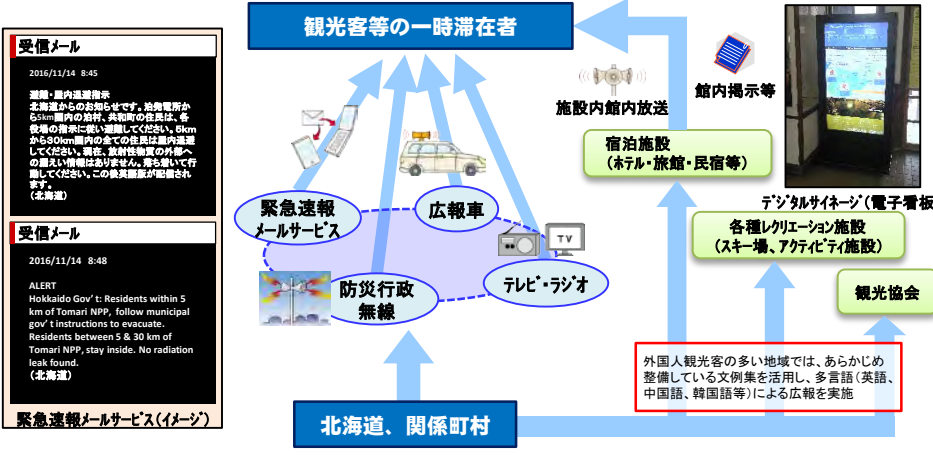 観光客等の一時滞在者
受信メール
2016/11/14 8:45
避難・屋内退避指示
北海道からのお知らせです。泊発電所か
ら5km圏内の泊村、共和町の住民は、各
役場の指示に従い避難してください。5km
から30km圏内の全ての住民は屋内退避
してください。現在、放射性物質の外部へ
の漏えい情報はありません。落ち着いて行
動してください。この後英語版が配信され
ます。
(北海道)
受信メール
2016/11/14 8:48
ALERT
Hokkaido Gov' t: Residents within 5
km of Tomari NPP, follow municipal
gov' t instructions to evacuate.
Residents between 5 & 30 km of
Tomari NPP, stay inside. No radiation
leak found.
(北海道)
緊急速報メールサービス(イメージ)
緊急速報
メールサービス
広報車
防災行政
無線
TV
テレビ・ラジオ
施設内館内放送
館内掲示等
宿泊施設
(ホテル・旅館・民宿等)
デジタルサイネージ(電子看板
各種レクリエーション施設
(スキー場、アクティビティ施設)
観光協会
外国人観光客の多い地域では、あらかじめ
整備している文例集を活用し、多言語(英語、
中国語、韓国語等)による広報を実施
北海道、関係町村